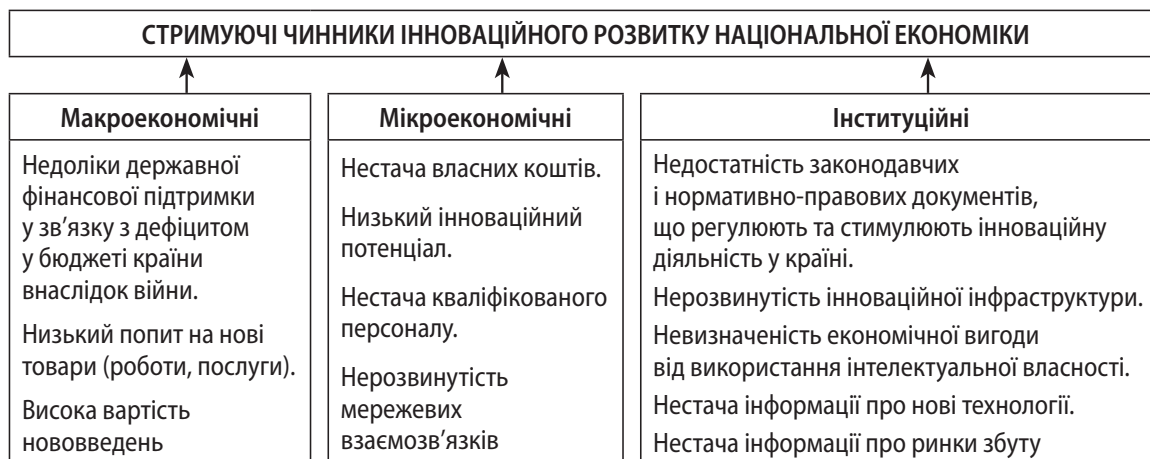 СТРИМУЮЧІ ЧИННИКИ ІННОВАЦІЙНОГО РОЗВИТКУ НАЦІОНАЛЬНОЇ ЕКОНОМІКИ
Макроекономічні
Недоліки державної
фінансової підтримки
у зв’язку з дефіцитом
у бюджеті країни
внаслідок війни.
Низький попит на нові
товари (роботи, послуги).
Висока вартість
нововведень
Мікроекономічні
Нестача власних коштів.
Низький інноваційний
потенціал.
Нестача кваліфікованого
персоналу.
Нерозвинутість
мережевих
взаємозв’язків
Інституційні
Недостатність законодавчих
і нормативно-правових документів,
що регулюють та стимулюють інноваційну
діяльність у країні.
Нерозвинутість інноваційної інфраструктури.
Невизначеність економічної вигоди
від використання інтелектуальної власності.
Нестача інформації про нові технології.
Нестача інформації про ринки збуту